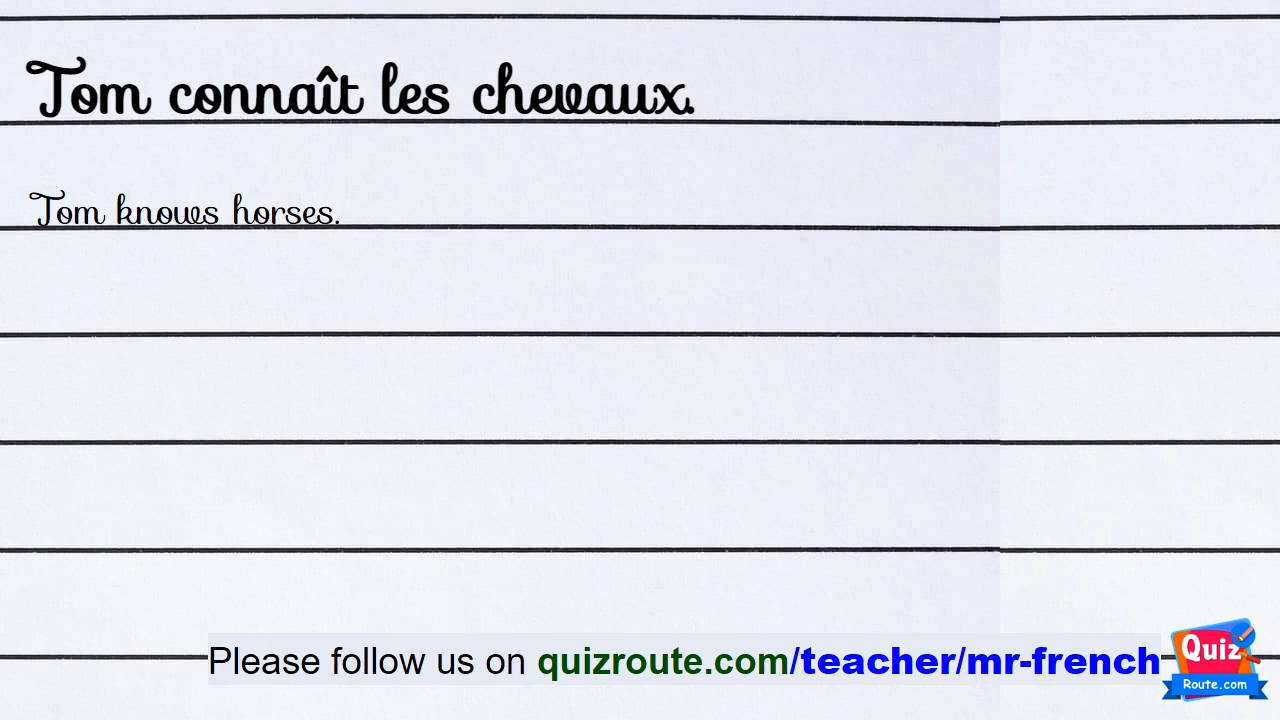 Tom connaît les chevaux.
Tom knows horses.
Please follow us on quizroute.com/teacher/mr-french
Quiz
Route.com